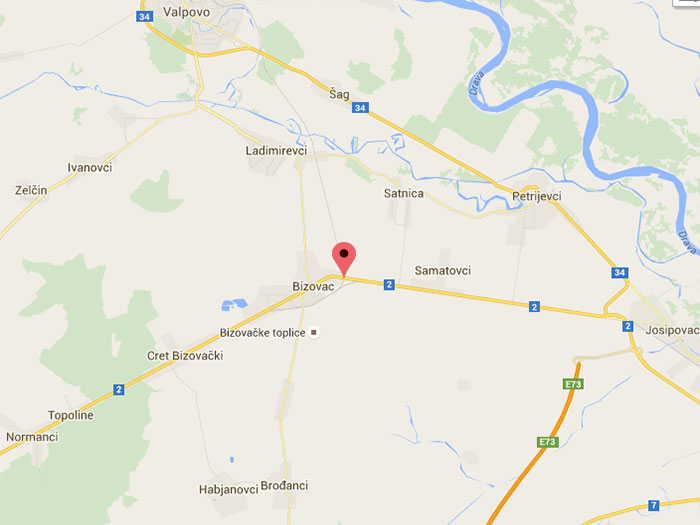 Valpovo
34
Drava
Šag
34
Ladimirevci
Ivanovci
Zelčin
Satnica
Petrijevci
Drava
Samatovci
34
Bizovac
2
2
2
Josipovac
Bizovačke toplice
Cret Bizovački
E73
2
Topoline
Normanci
E73
Habjanovci
Brođanci
7